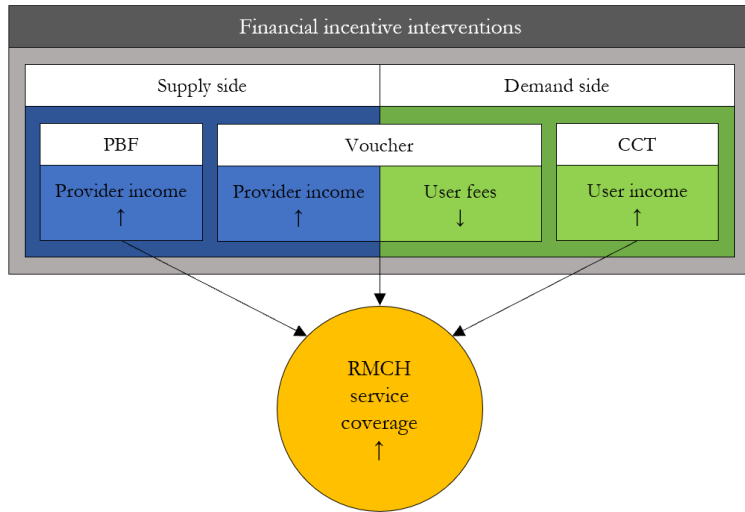 Financial incentive interventions
Supply side
Demand side
PBF
Voucher
CCT
Provider income
↑
Provider income
↑
User fees
↓
User income
↑
RMCH
service
coverage
↑